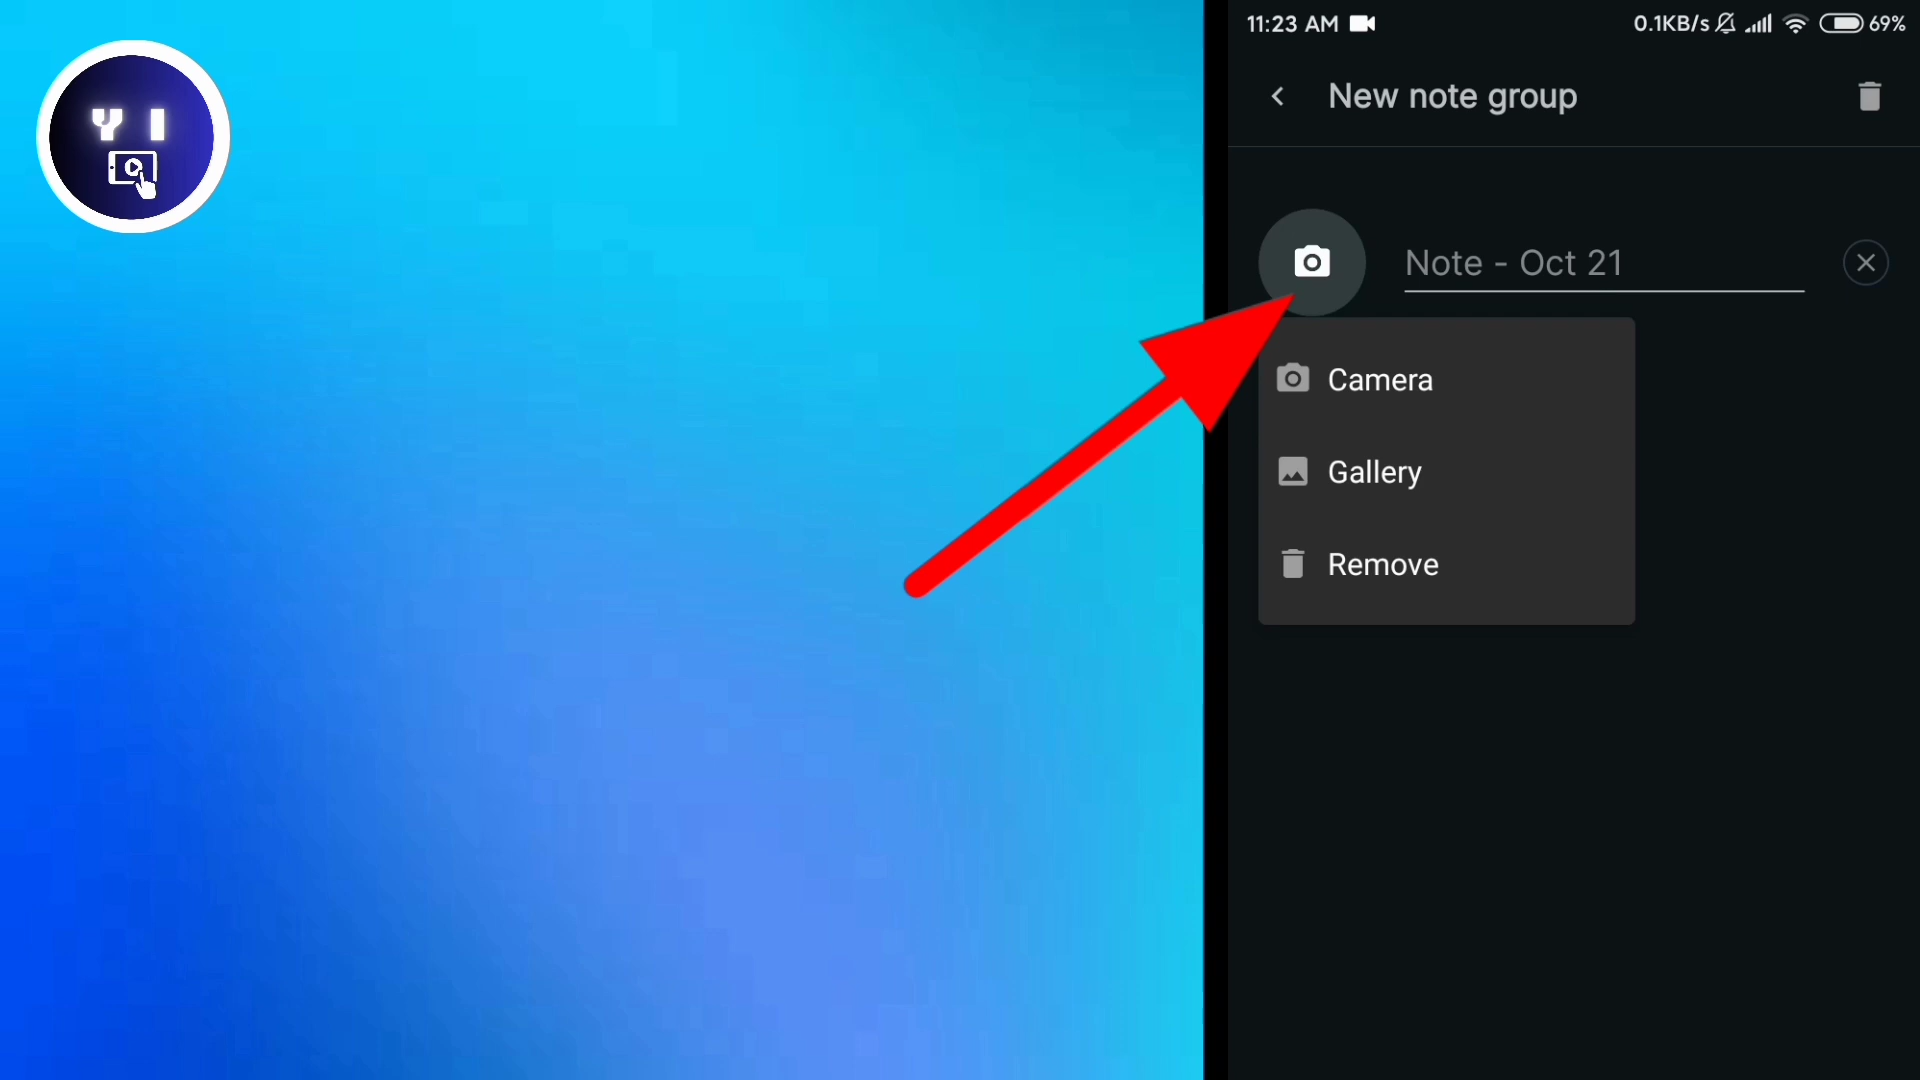 Y I
11:23 AM
0.1KB/s
69%
New note group
Note - Oct 21
Camera
Gallery
Remove